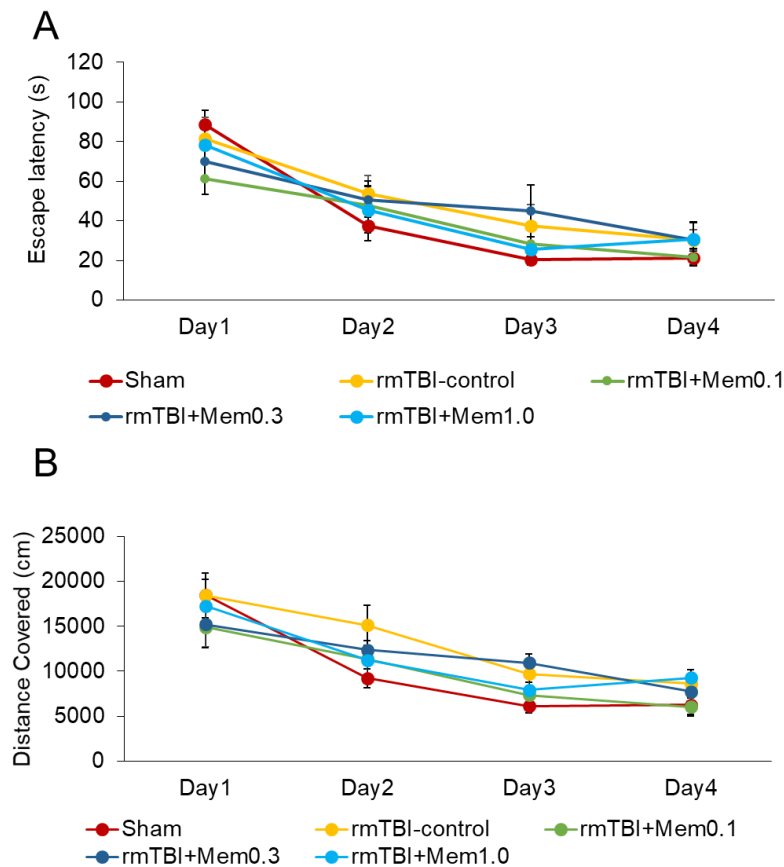 A
Escape latency (s)
120
100
80
60
40
20
0
Day1 Day2 Day3 Day4
Sham rmTBI-control rmTBI+Mem0.1
rmTBI+Mem0.3 rmTBI+Mem1.0
B
Distance Covered (cm)
25000
20000
15000
10000
5000
0
Day1 Day2 Day3 Day4
Sham rmTBI-control rmTBI+Mem0.1
rmTBI+Mem0.3 rmTBI+Mem1.0